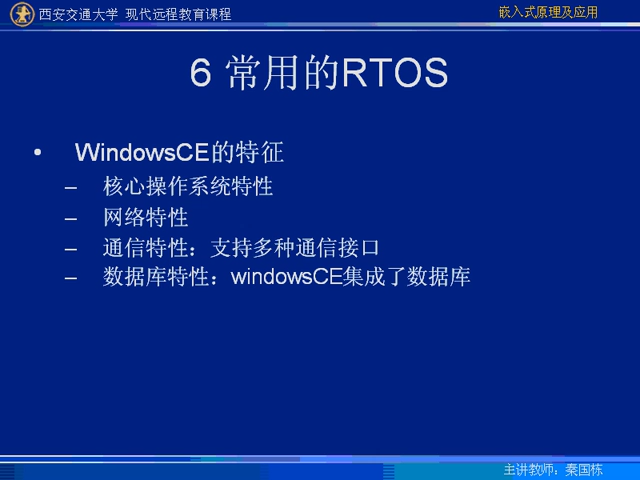 西安交通大学 现代远程教育课程
嵌入式原理及应用
6 常用的RTOS
• WindowsCE的特征
– 核心操作系统特性
– 网络特性
– 通信特性：支持多种通信接口
– 数据库特性：windowsCE集成了数据库
主讲教师：秦国栋